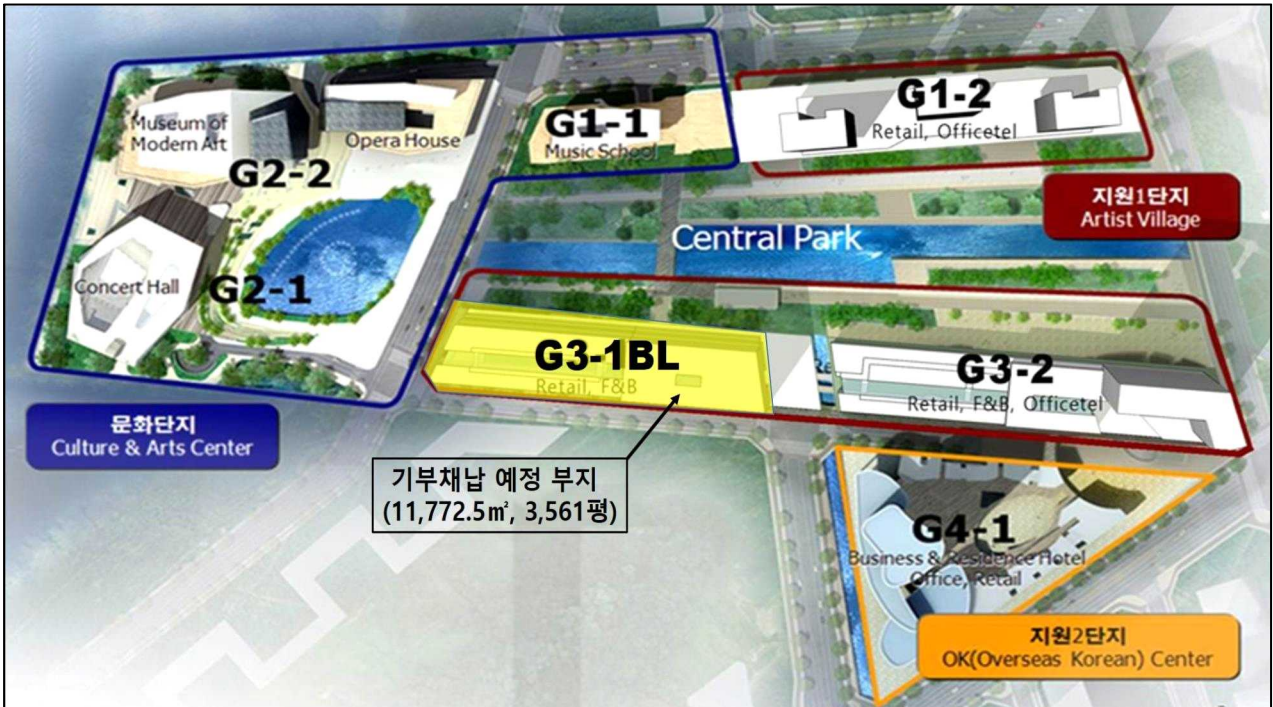 Museum of
Modern Art
Opera House
G2-2
Concert Hall
G2-1
G1-1
Music School
G1-2
Retail, Officetel
지원1단지
Artist Village
Central Park
G3-1BL
Retail, F&B
G3-2
Retail, F&B, Officetel
문화단지
Culture & Arts Center
기부채납 예정 부지
(11,772.5㎡, 3,561평)
G4-1
Business & Residence Hotel
Office, Retail
지원2단지
OK(Overseas Korean) Center